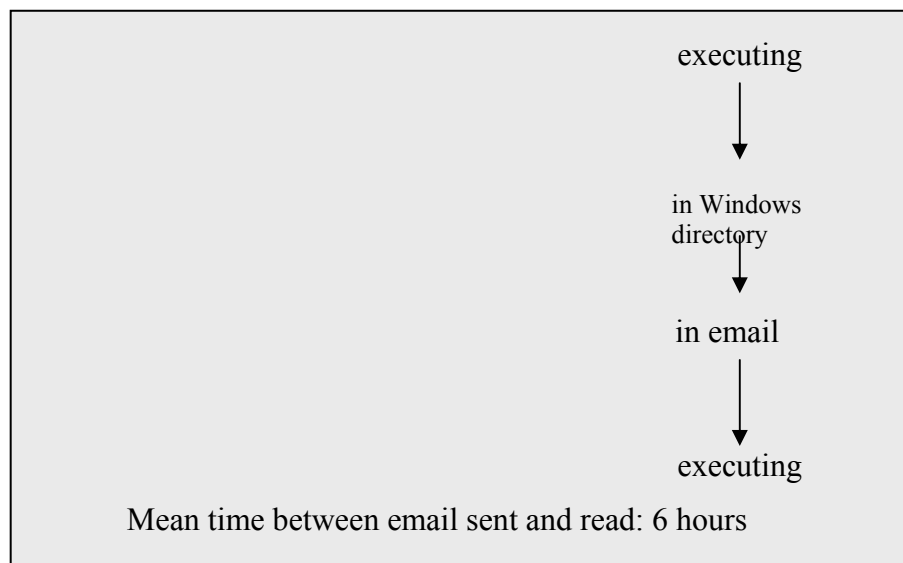 executing
in Windows
directory
in email
executing
Mean time between email sent and read: 6 hours